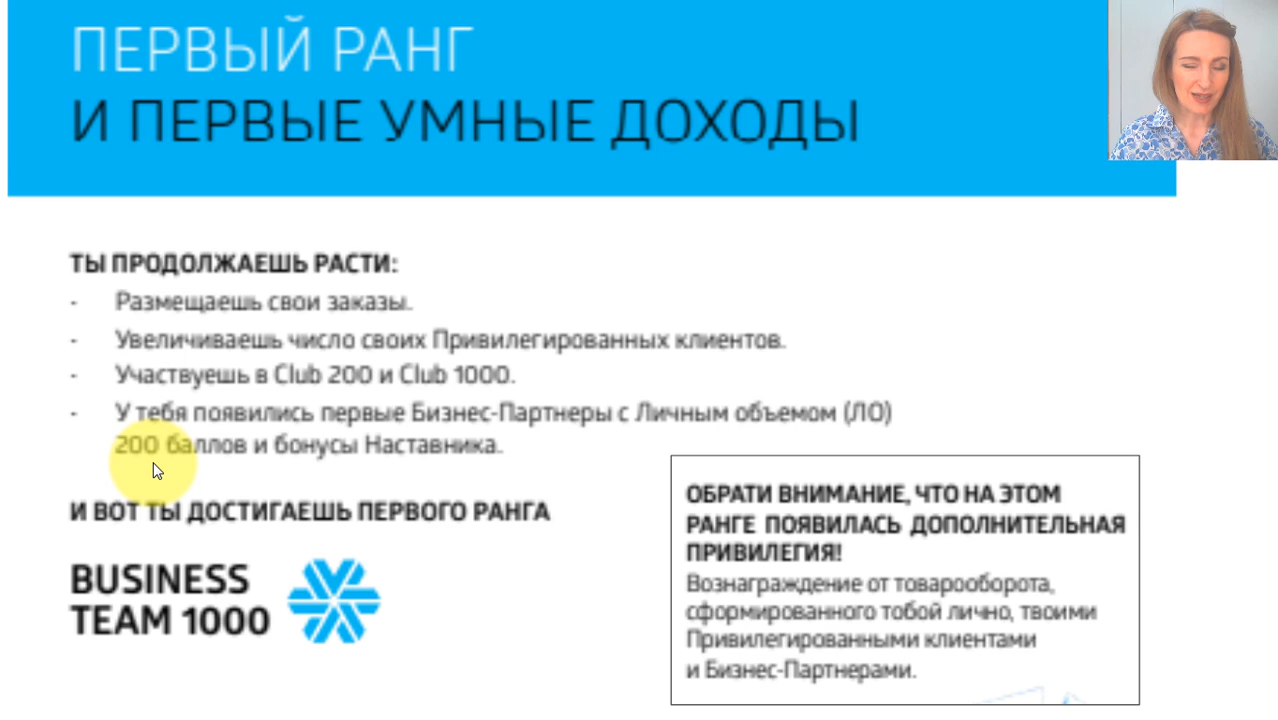 ПЕРВЫЙ РАНГ
И ПЕРВЫЕ УМНЫЕ ДОХОДЫ
ТЫ ПРОДОЛЖАЕШЬ РАСТИ:
- Размещаешь свои заказы.
- Увеличиваешь число своих Привилегированных клиентов.
- Участвуешь в Club 200 и Club 1000.
- У тебя появились первые Бизнес-Партнеры с Личным объемом (ЛО)
200 баллов и бонусы Наставника.
И ВОТ ТЫ ДОСТИГАЕШЬ ПЕРВОГО РАНГА
BUSINESS
TEAM 1000
ОБРАТИ ВНИМАНИЕ, ЧТО НА ЭТОМ
РАНГЕ ПОЯВИЛАСЬ ДОПОЛНИТЕЛЬНАЯ
ПРИВИЛЕГИЯ!
Вознаграждение от товарооборота,
сформированного тобой лично, твоими
Привилегированными клиентами
и Бизнес-Партнерами.